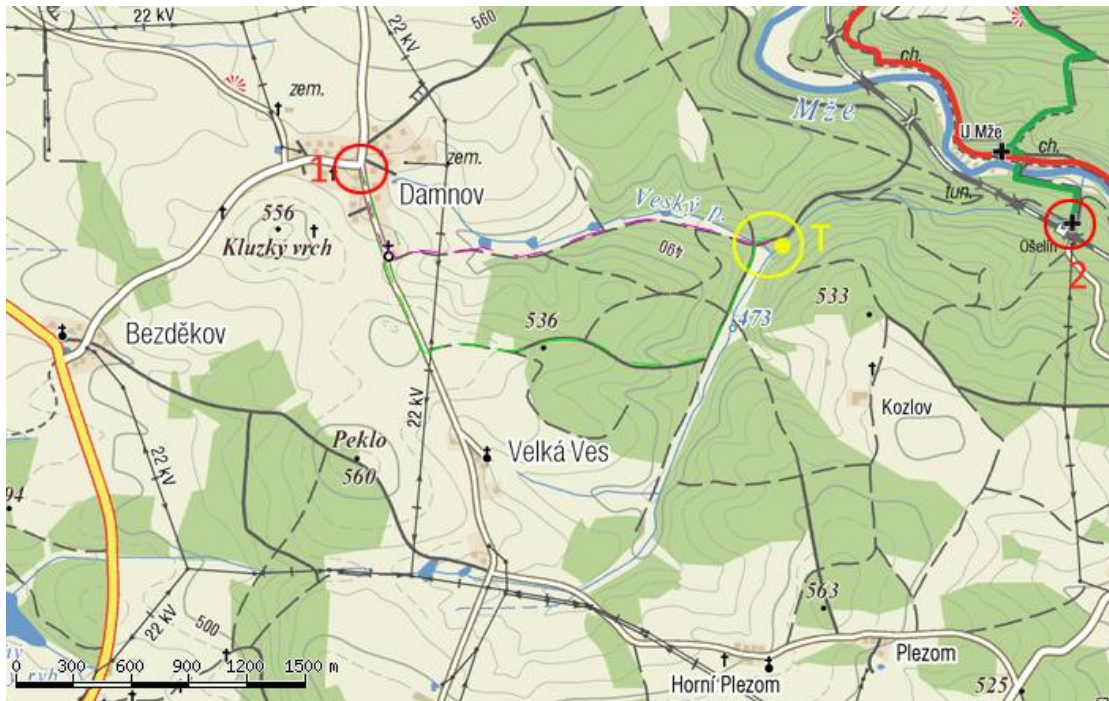 22 kV
560
22 kV
ch.
zem.
Mže
U Mže
ch.
1
zem.
Damnov
tun.
Veský p.
T
556
Kluzký vrch
490
Ošelín
2
533
473
536
Bezděkov
Kozlov
22 kV
Peklo
560
Velká Ves
22 kV
94
563
22 kV
500
Plezom
Horní Plezom
525
0 300 600 900 1200 1500 m